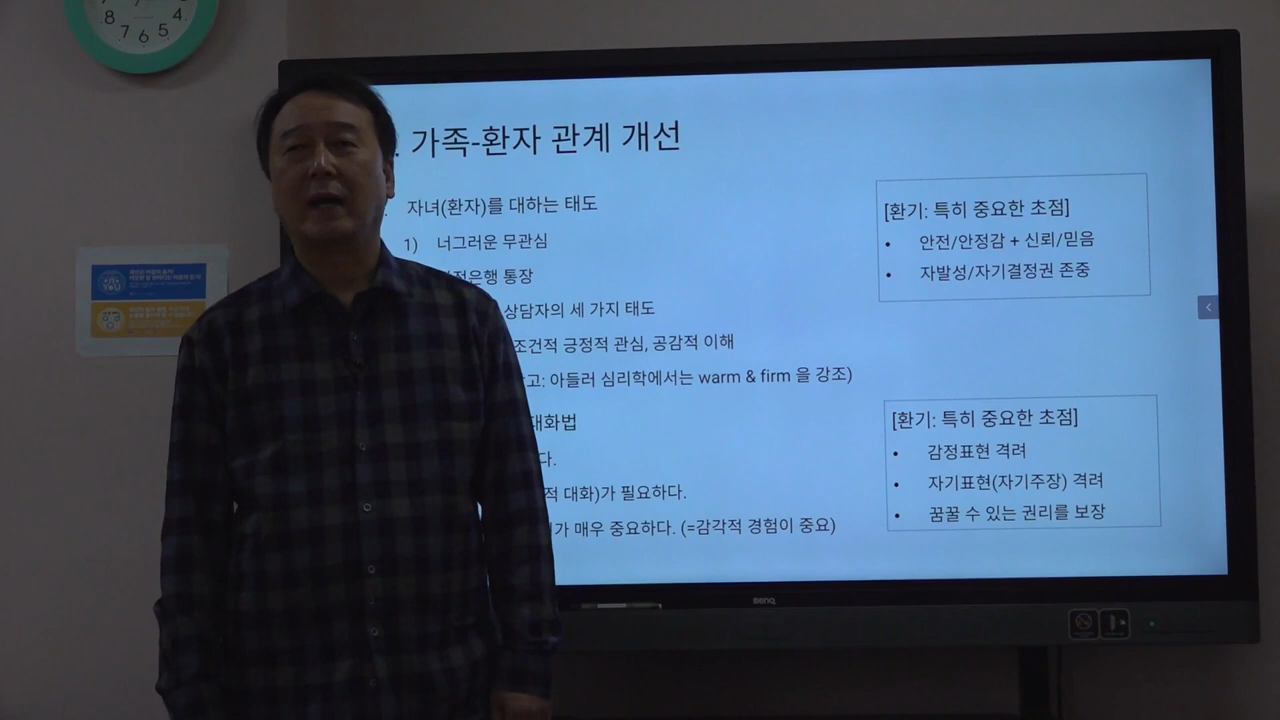 8 7 6 5 4
. 가족-환자 관계 개선
. 자녀(환자)를 대하는 태도
1) 너그러운 무관심
은행 통장
상담자의 세 가지 태도
조건적 긍정적 관심, 공감적 이해
고: 아들러 심리학에서는 warm & firm 을 강조)
대화법
다.
적 대화)가 필요하다.
가 매우 중요하다. (=감각적 경험이 중요)
[환기: 특히 중요한 초점]
• 안전/안정감 + 신뢰/믿음
• 자발성/자기결정권 존중
[환기: 특히 중요한 초점]
• 감정표현 격려
• 자기표현(자기주장) 격려
• 꿈꿀 수 있는 권리를 보장
BenQ